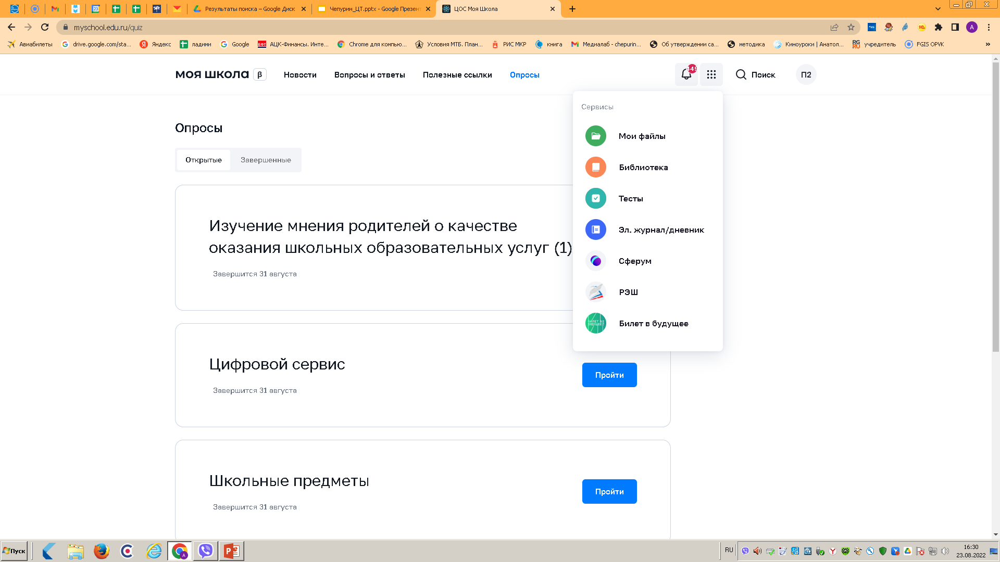 Результаты поиска – Google Диск
Чепурин_ЦТ.pptx - Google Презен
ЦОС Моя Школа
myschool.edu.ru/quiz
Авиабилеты
drive.google.com/sta...
Яндекс
ладими
Google
АЦК-Финансы. Инте...
Chrome для компью...
Условия МТБ. План...
РИС МКР
книга
Медиалаб - chepurin...
Об утверждении са...
методика
Киноуроки | Анатол...
учредитель
FGIS OPVK
моя школа β
Новости
Вопросы и ответы
Полезные ссылки
Опросы
449
Поиск
П2
Сервисы
Мои файлы
Библиотека
Тесты
Эл. журнал/дневник
Сферум
РЭШ
Билет в будущее
Опросы
Открытые
Завершенные
Изучение мнения родителей о качестве
оказания школьных образовательных услуг (1)
Завершится 31 августа
Цифровой сервис
Завершится 31 августа
Пройти
Школьные предметы
Завершится 31 августа
Пройти
Пуск
RU
16:30
23.08.2022